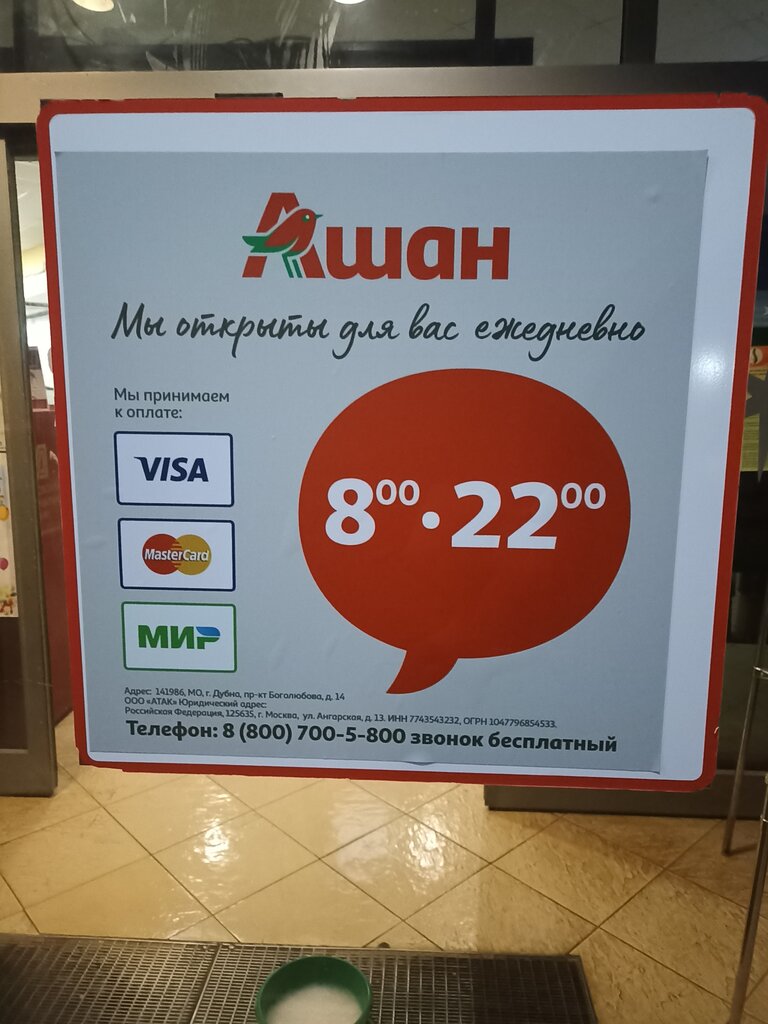 Ашан
Мы открыты для вас ежедневно
Мы принимаем
к оплате:
VISA
MasterCard
МИР
8⁰⁰·22⁰⁰
Адрес: 141986, МО, г. Дубна, пр-кт Боголюбова, д. 14
ООО «АТАК» Юридический адрес:
Российская Федерация, 125635, г. Москва, ул. Ангарская, д. 13. ИНН 7743543232, ОГРН 1047796854533.
Телефон: 8 (800) 700-5-800 звонок бесплатный